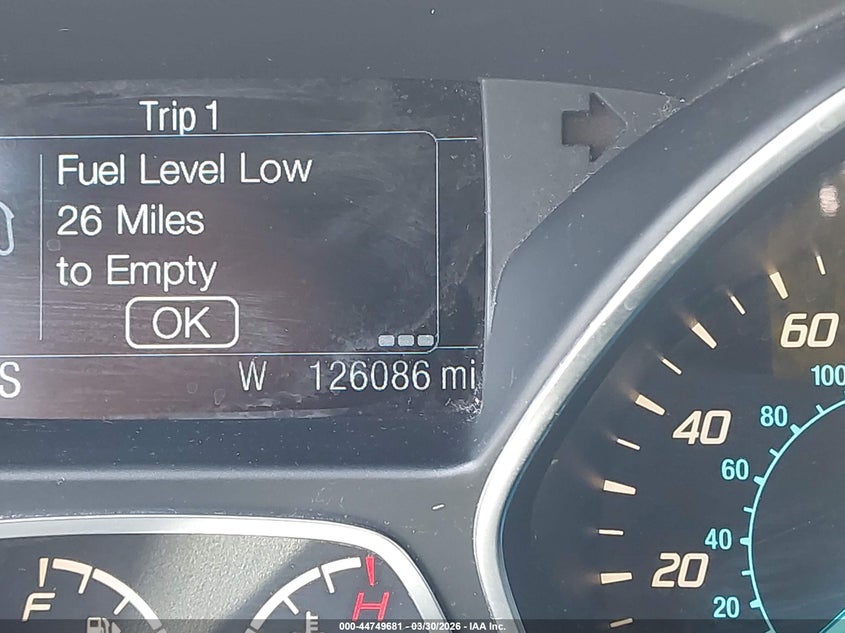 Trip 1
Fuel Level Low
26 Miles
to Empty
OK
S W 126086 mi
60
100
40 80
60
40
20
20
F H
000-44749681 - 03/30/2026 - IAA Inc.